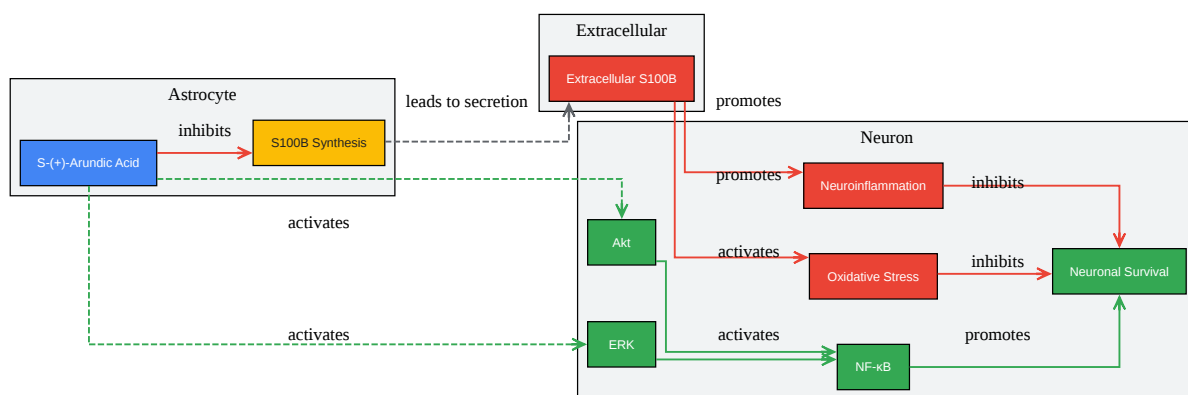 Extracellular
Extracellular S100B
Astrocyte
leads to secretion
promotes
inhibits
S100B Synthesis
S-(+)-Arundic Acid
Neuron
promotes
Neuroinflammation
inhibits
activates
Akt
activates
Oxidative Stress
inhibits
Neuronal Survival
activates
ERK
activates
NF-κB
promotes